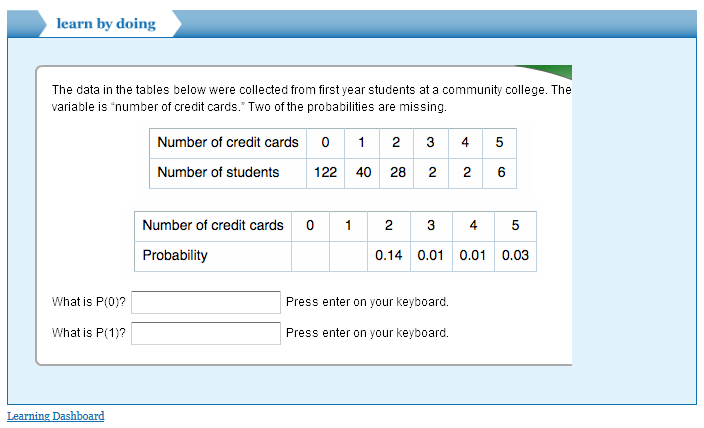 learn by doing
The data in the tables below were collected from first year students at a community college. The
variable is "number of credit cards." Two of the probabilities are missing.
Number of credit cards 0 1 2 3 4 5
Number of students 122 40 28 2 2 6
Number of credit cards 0 1 2 3 4 5
Probability 0.14 0.01 0.01 0.03
What is P(0)? Press enter on your keyboard.
What is P(1)? Press enter on your keyboard.
Learning Dashboard